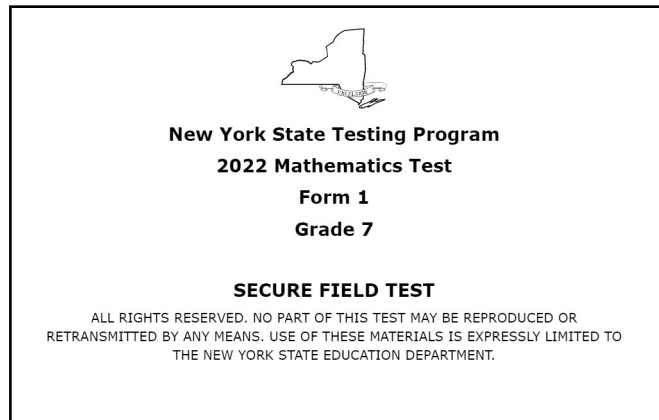 EXCELSIOR
New York State Testing Program
2022 Mathematics Test
Form 1
Grade 7
SECURE FIELD TEST
ALL RIGHTS RESERVED. NO PART OF THIS TEST MAY BE REPRODUCED OR
RETRANSMITTED BY ANY MEANS. USE OF THESE MATERIALS IS EXPRESSLY LIMITED TO
THE NEW YORK STATE EDUCATION DEPARTMENT.